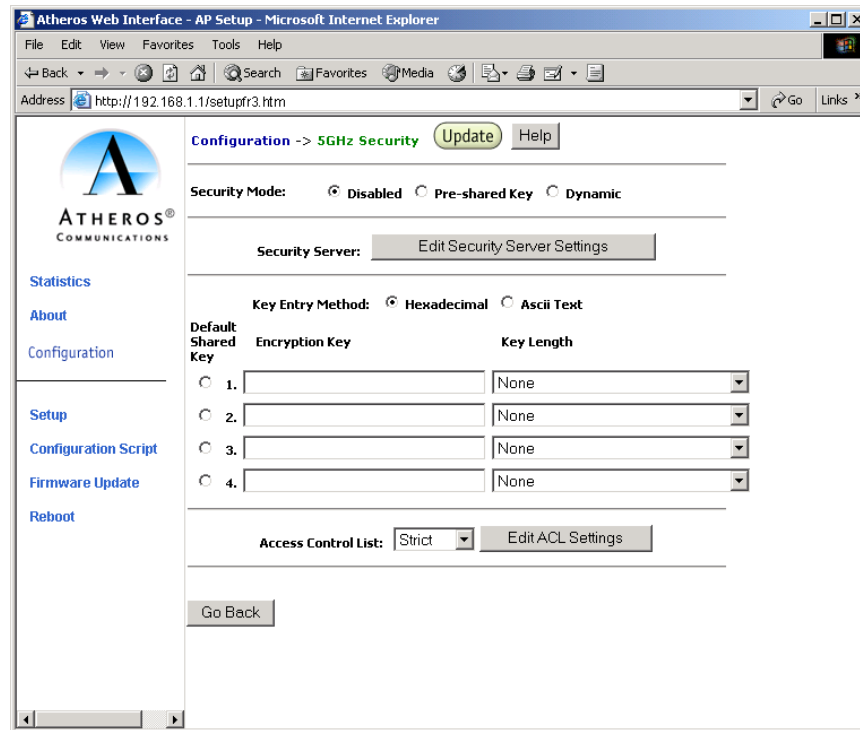 Atheros Web Interface - AP Setup - Microsoft Internet Explorer
File Edit View Favorites Tools Help
Back Search Favorites Media
Address http://192.168.1.1/setupfr3.htm Go Links »
ATHEROS®
COMMUNICATIONS
Statistics
About
Configuration
Setup
Configuration Script
Firmware Update
Reboot
Configuration -> 5GHz Security Update Help
Security Mode: Disabled Pre-shared Key Dynamic
Security Server: Edit Security Server Settings
Key Entry Method: Hexadecimal Ascii Text
Default
Shared
Key
Encryption Key Key Length
1. None
2. None
3. None
4. None
Access Control List: Strict Edit ACL Settings
Go Back